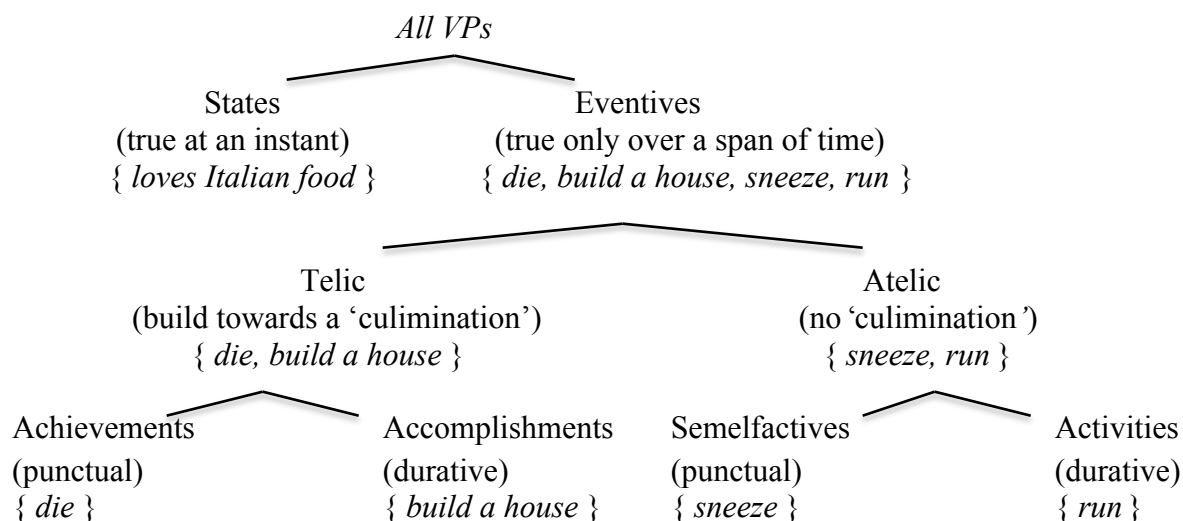 All VPs
States Eventives
(true at an instant) (true only over a span of time)
{ loves Italian food } { die, build a house, sneeze, run }
Telic Atelic
(build towards a ‘culimination’) (no ‘culimination’)
{ die, build a house } { sneeze, run }
Achievements Accomplishments Semelfactives Activities
(punctual) (durative) (punctual) (durative)
{ die } { build a house } { sneeze } { run }